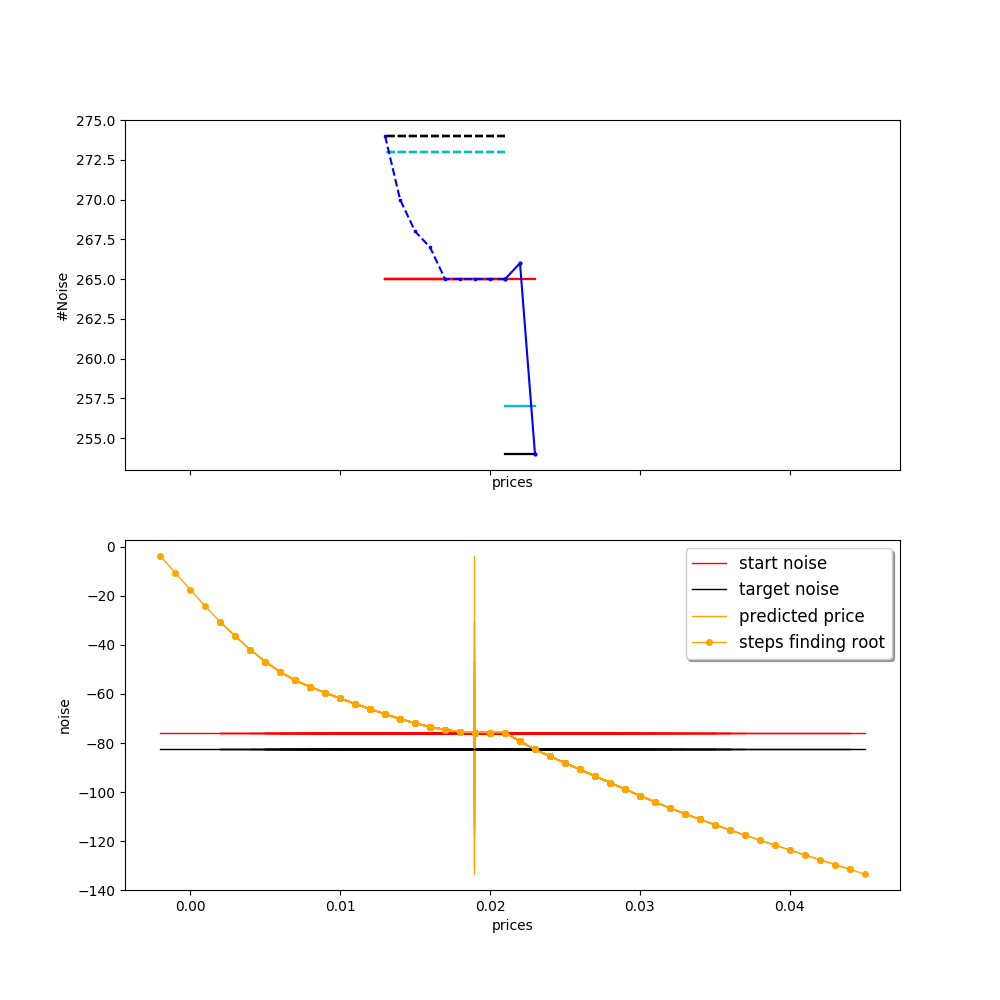 275.0
272.5
270.0
267.5
265.0
262.5
260.0
257.5
255.0
#Noise
prices
0
−20
−40
−60
−80
−100
−120
−140
noise
start noise
target noise
predicted price
steps finding root
0.00 0.01 0.02 0.03 0.04
prices